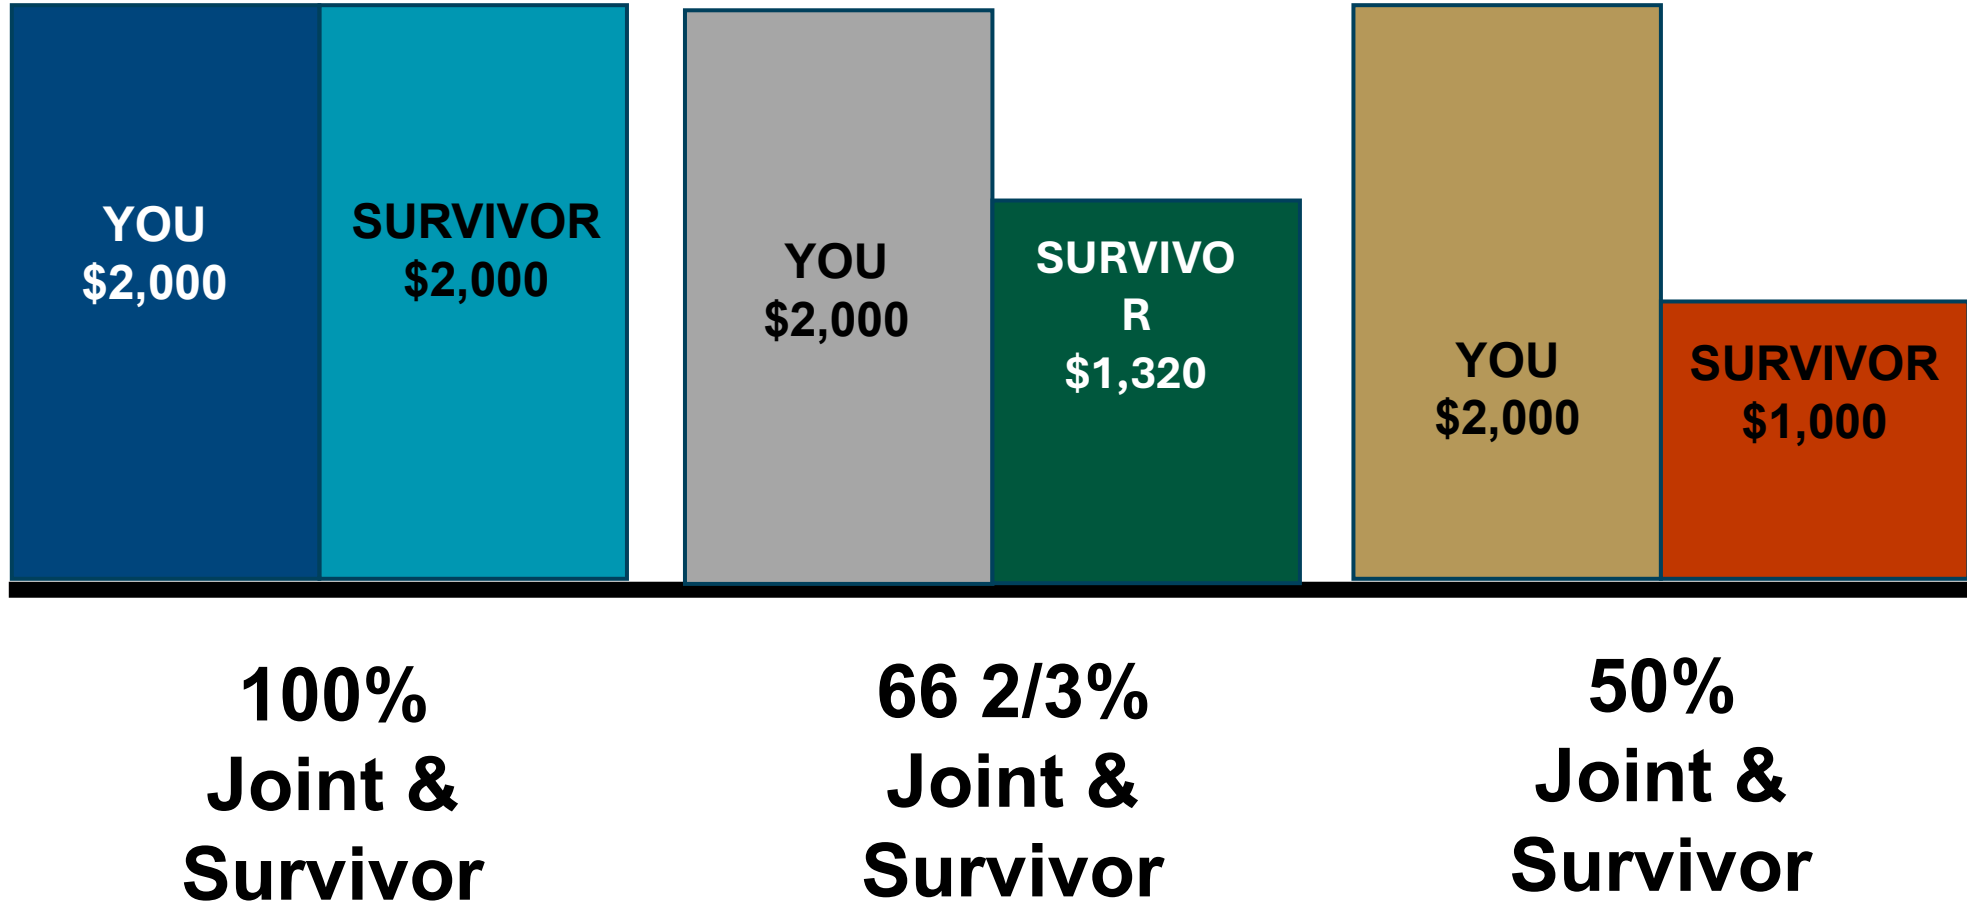 YOU
$2,000
SURVIVOR
$2,000
YOU
$2,000
SURVIVO
R
$1,320
YOU
$2,000
SURVIVOR
$1,000
100%
Joint &
Survivor
66 2/3%
Joint &
Survivor
50%
Joint &
Survivor